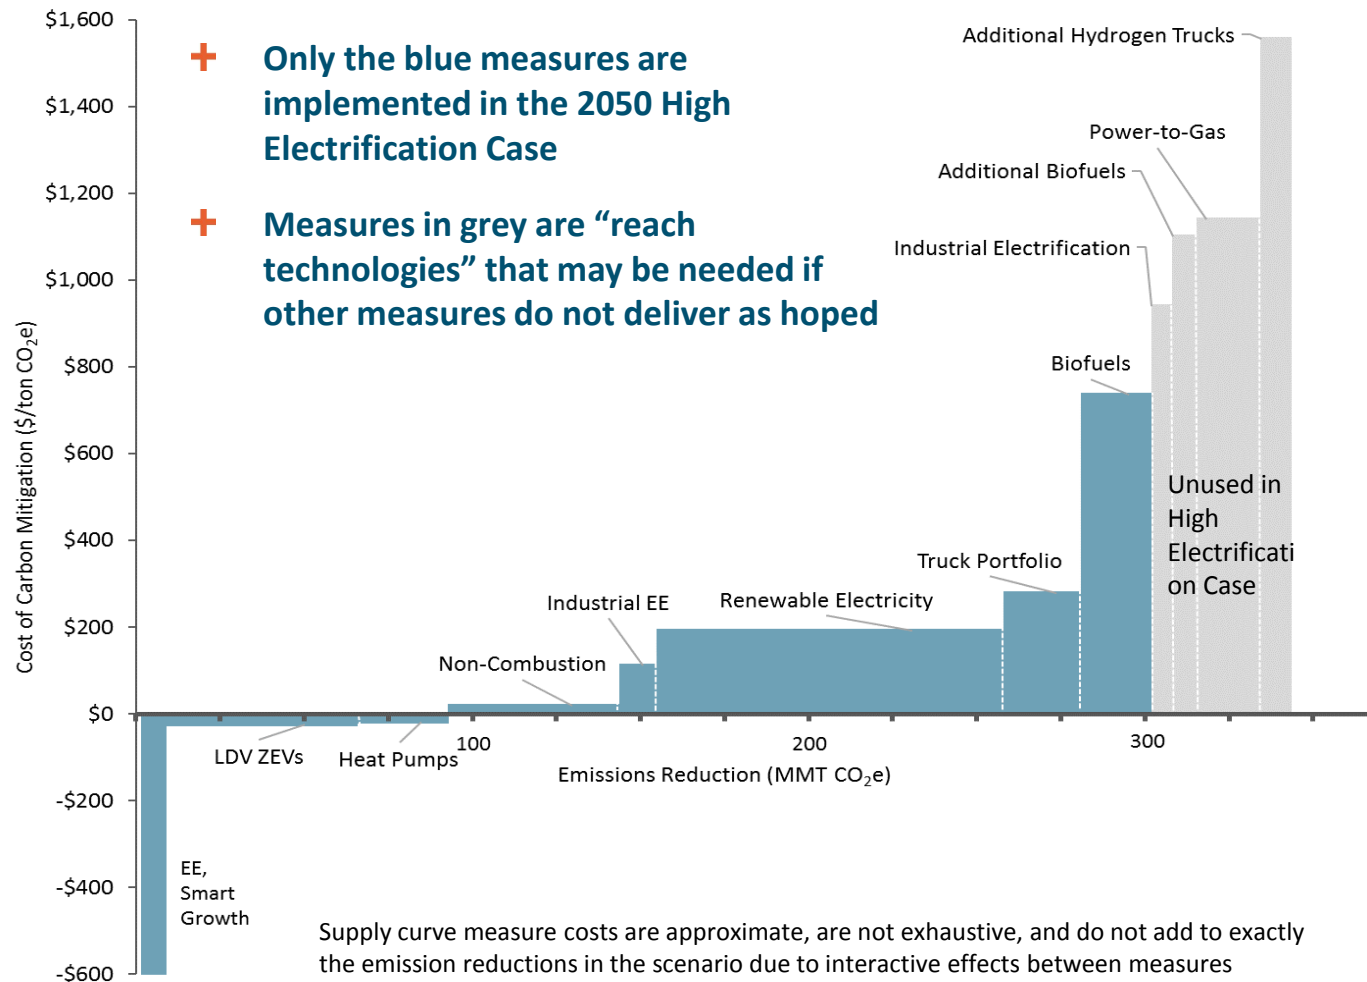 $1,600
$1,400
$1,200
$1,000
$800
$600
$400
$200
$0
-$200
-$400
-$600
Cost of Carbon Mitigation ($/ton CO₂e)
+ Only the blue measures are
implemented in the 2050 High
Electrification Case
+ Measures in grey are “reach
technologies” that may be needed if
other measures do not deliver as hoped
Additional Hydrogen Trucks
Power-to-Gas
Additional Biofuels
Industrial Electrification
Biofuels
Unused in
High
Electrificati
on Case
Truck Portfolio
Renewable Electricity
Industrial EE
Non-Combustion
LDV ZEVs
Heat Pumps
100
200
300
Emissions Reduction (MMT CO₂e)
EE,
Smart
Growth
Supply curve measure costs are approximate, are not exhaustive, and do not add to exactly
the emission reductions in the scenario due to interactive effects between measures